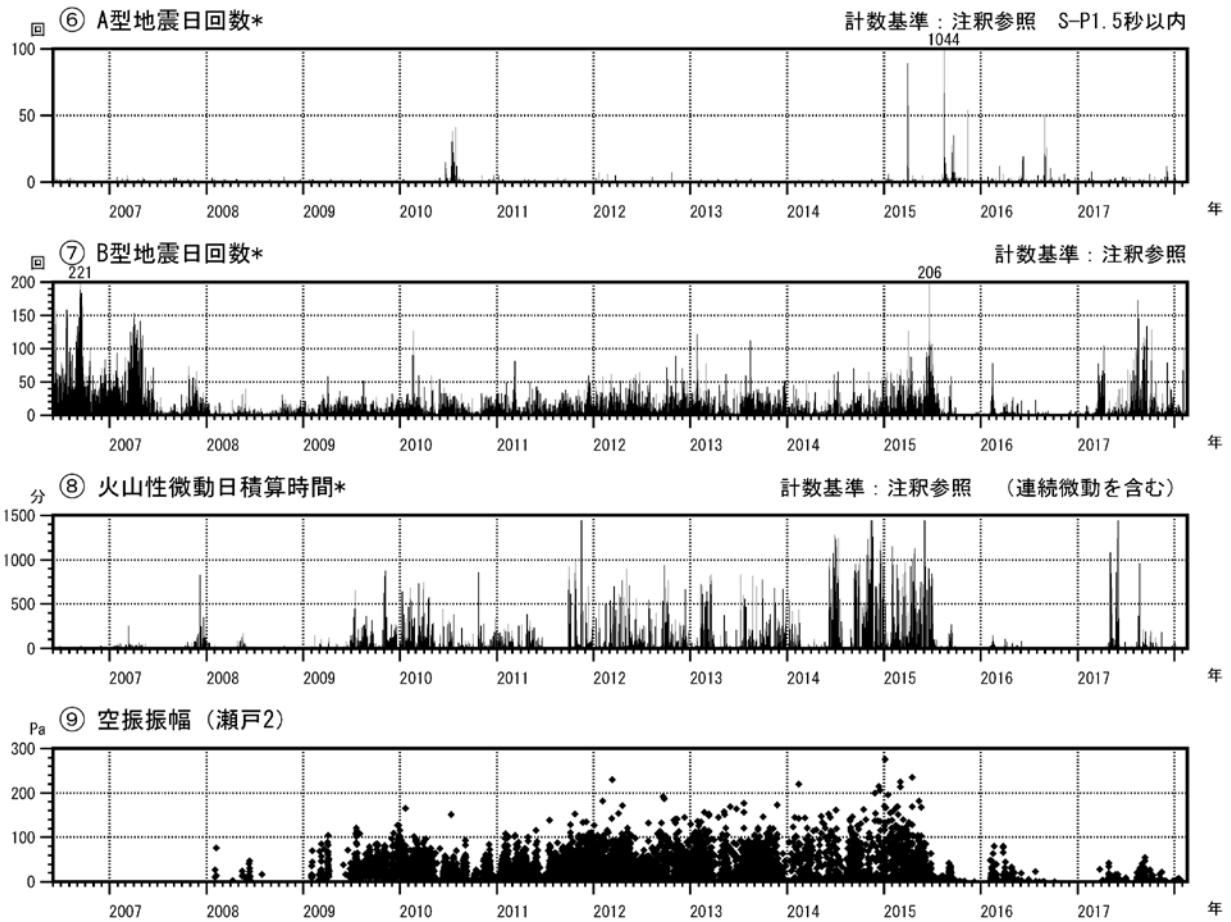 回 ⑥ A型地震日回数* 計数基準：注釈参照 S-P1.5秒以内
1044
100
50
0
2007 2008 2009 2010 2011 2012 2013 2014 2015 2016 2017 年
回 ⑦ B型地震日回数* 計数基準：注釈参照
221 206
200
150
100
50
0
2007 2008 2009 2010 2011 2012 2013 2014 2015 2016 2017 年
分 ⑧ 火山性微動日積算時間* 計数基準：注釈参照 （連続微動を含む）
1500
1000
500
0
2007 2008 2009 2010 2011 2012 2013 2014 2015 2016 2017 年
Pa ⑨ 空振振幅（瀬戸2）
300
200
100
0
2007 2008 2009 2010 2011 2012 2013 2014 2015 2016 2017 年